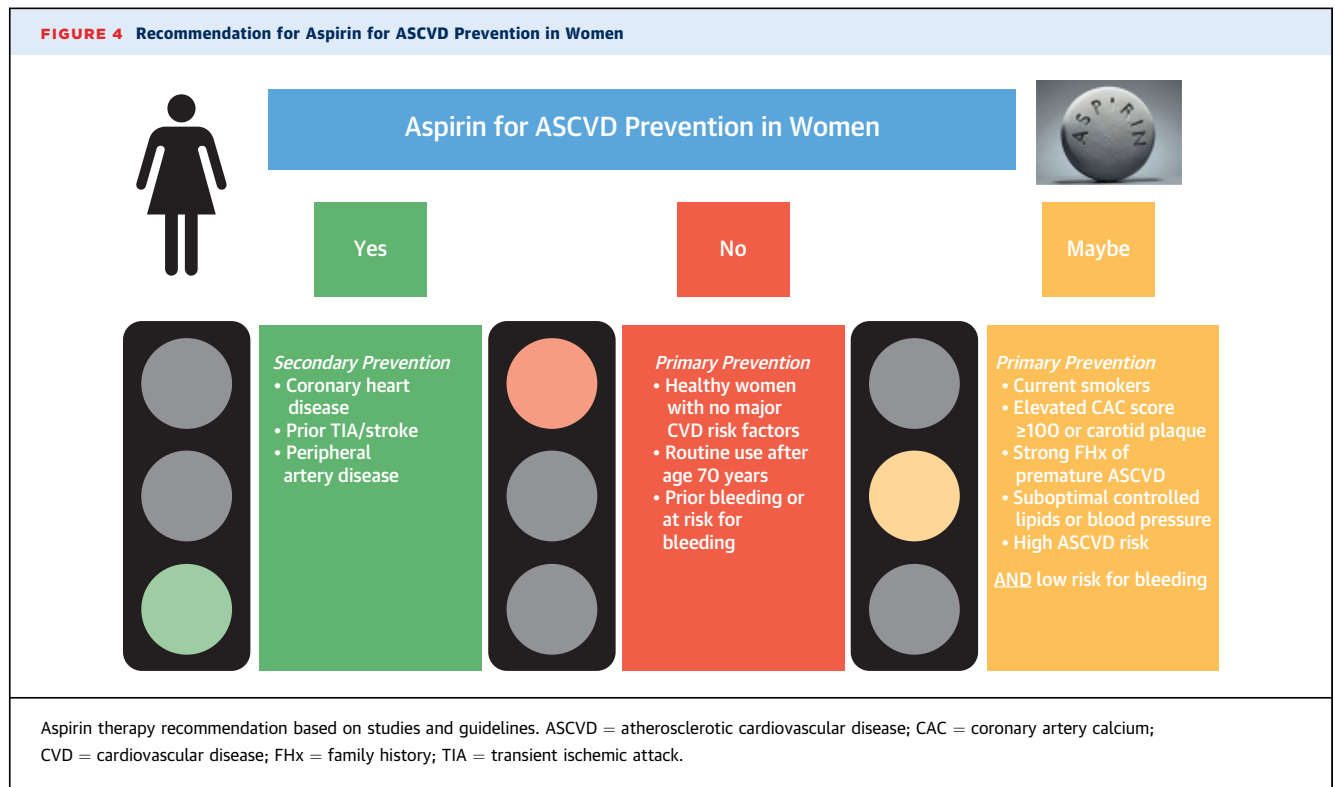 FIGURE 4 Recommendation for Aspirin for ASCVD Prevention in Women
Aspirin for ASCVD Prevention in Women
ASPIRIN
Yes
No
Maybe
Secondary Prevention
• Coronary heart
disease
• Prior TIA/stroke
• Peripheral
artery disease
Primary Prevention
• Healthy women
with no major
CVD risk factors
• Routine use after
age 70 years
• Prior bleeding or
at risk for
bleeding
Primary Prevention
• Current smokers
• Elevated CAC score
≥100 or carotid plaque
• Strong FHx of
premature ASCVD
• Suboptimal controlled
lipids or blood pressure
• High ASCVD risk
AND low risk for bleeding
Aspirin therapy recommendation based on studies and guidelines. ASCVD = atherosclerotic cardiovascular disease; CAC = coronary artery calcium;
CVD = cardiovascular disease; FHx = family history; TIA = transient ischemic attack.